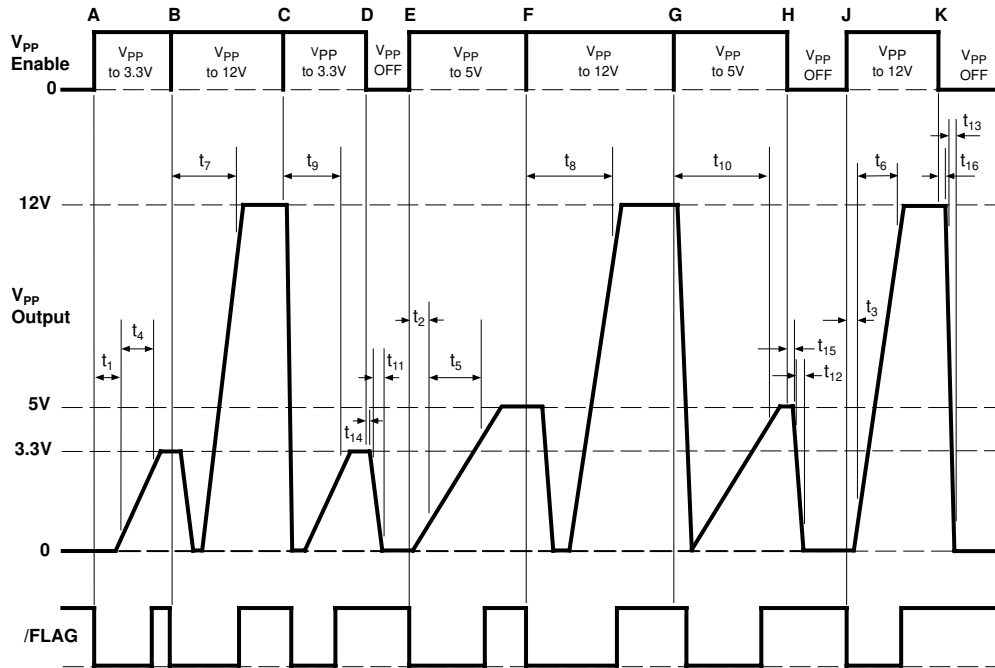 A B C D E F G H J K
VPP
Enable
0
VPP
to 3.3V
VPP
to 12V
VPP
to 3.3V
VPP
OFF
VPP
to 5V
VPP
to 12V
VPP
to 5V
VPP
OFF
VPP
to 12V
VPP
OFF
t13
t7 t9 t8 t10 t6 t16
12V
VPP
Output
t4 t2 t3
t1 t5 t11 t15
t12
5V
t14
3.3V
0
/FLAG